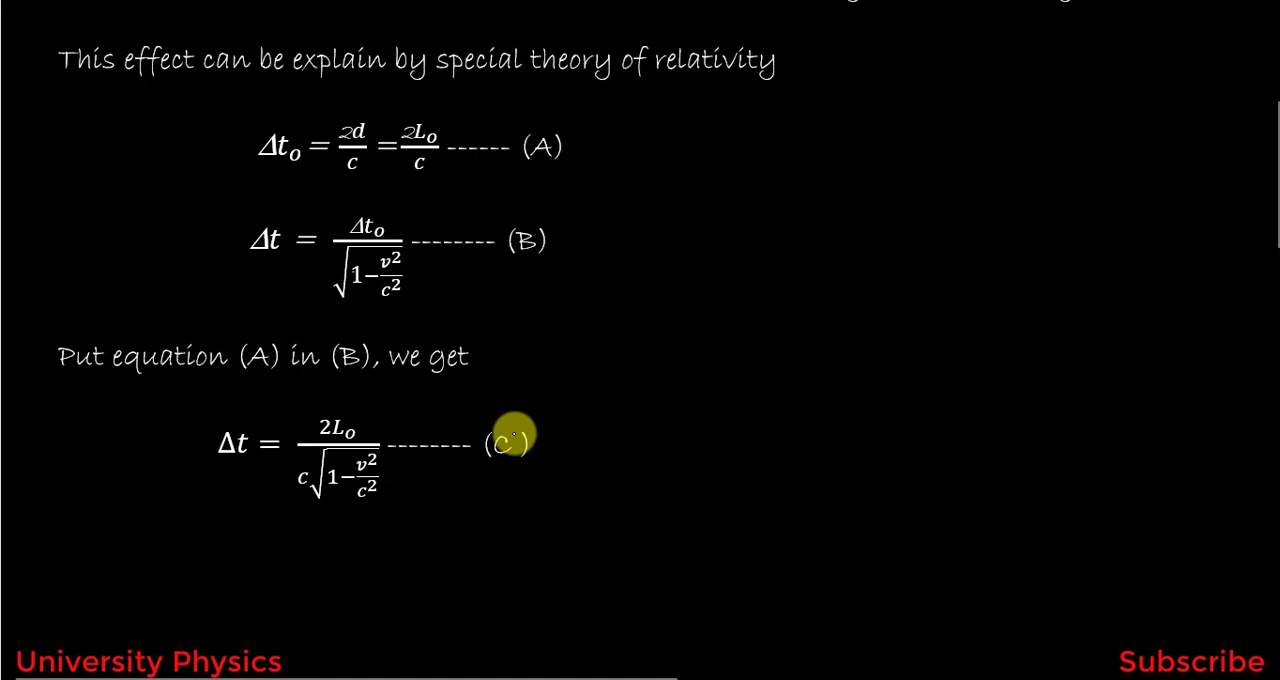 This effect can be explain by special theory of relativity
Δt₀ = 2d/c = 2L₀/c ------ (A)
Δt = Δt₀/√(1−v²/c²) -------- (B)
Put equation (A) in (B), we get
Δt = 2L₀/(c√(1−v²/c²)) -------- (C)
University Physics
Subscribe